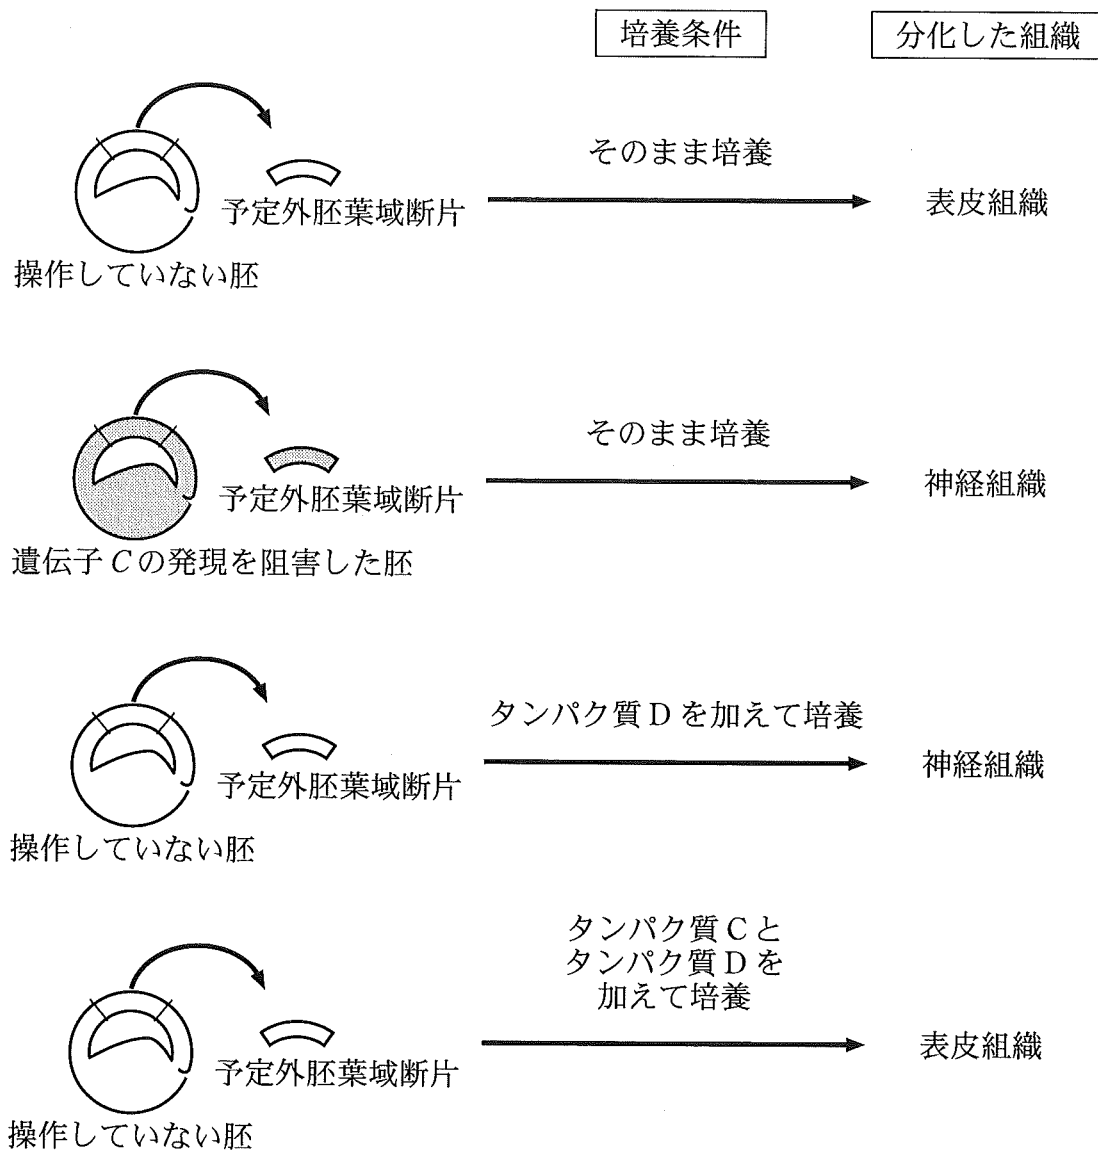 培養条件
分化した組織
そのまま培養
予定外胚葉域断片
表皮組織
操作していない胚
そのまま培養
予定外胚葉域断片
神経組織
遺伝子Cの発現を阻害した胚
タンパク質Dを加えて培養
予定外胚葉域断片
神経組織
操作していない胚
タンパク質Cと
タンパク質Dを
加えて培養
予定外胚葉域断片
表皮組織
操作していない胚